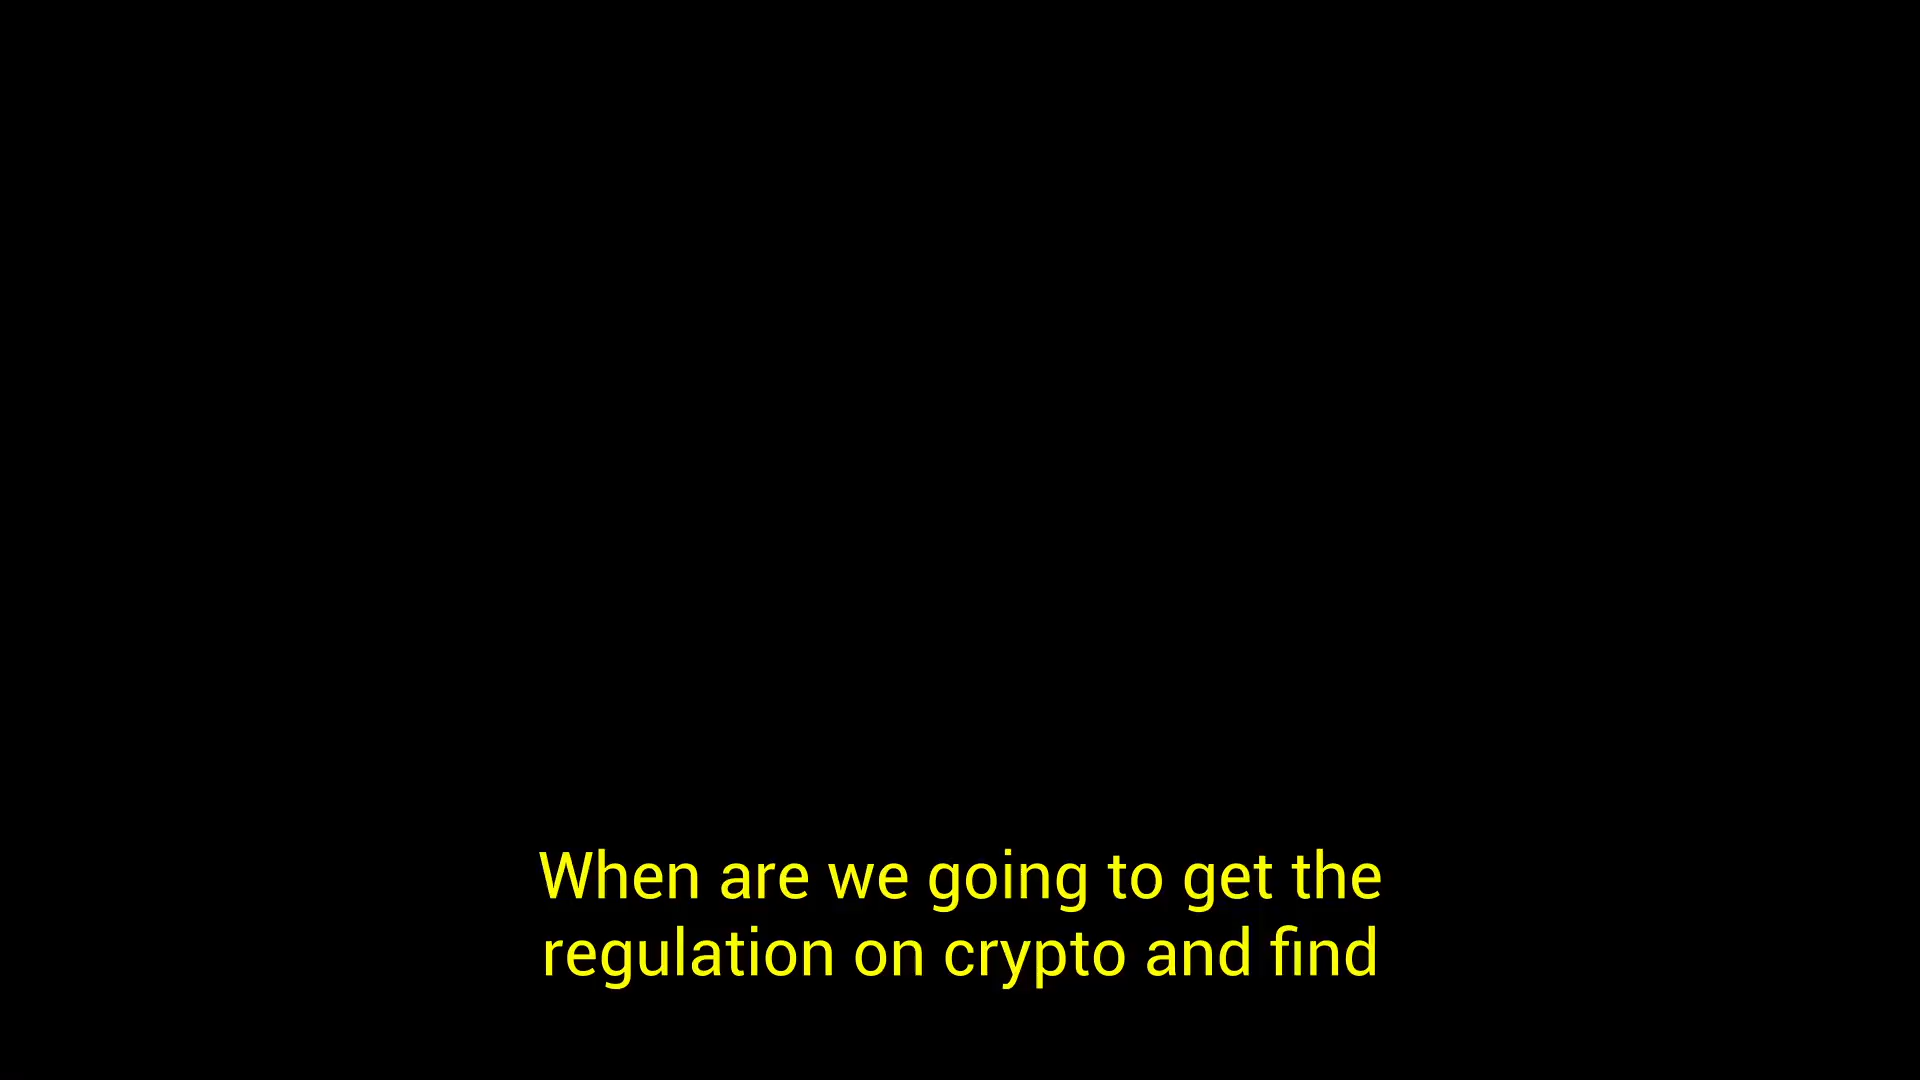 When are we going to get the
regulation on crypto and find